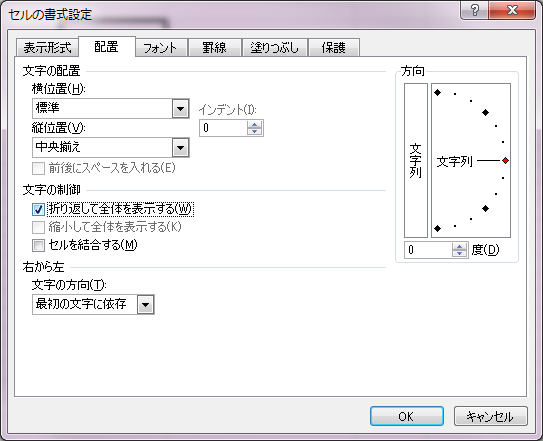 セルの書式設定
表示形式 配置 フォント 罫線 塗りつぶし 保護
文字の配置
横位置(H):
標準
インデント(I):
0
縦位置(V):
中央揃え
前後にスペースを入れる(E)
文字の制御
折り返して全体を表示する(W)
縮小して全体を表示する(K)
セルを結合する(M)
右から左
文字の方向(T):
最初の文字に依存
方向
文字列
文字列
0 度(D)
OK キャンセル